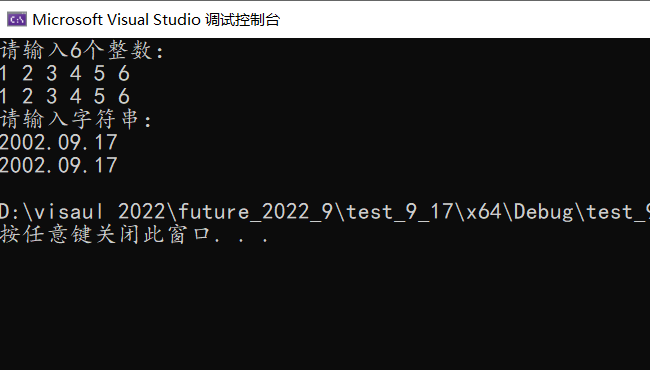 Microsoft Visual Studio 调试控制台
请输入6个整数：
1 2 3 4 5 6
1 2 3 4 5 6
请输入字符串：
2002.09.17
2002.09.17
D:\visaul 2022\future_2022_9\test_9_17\x64\Debug\test_9
按任意键关闭此窗口. . .